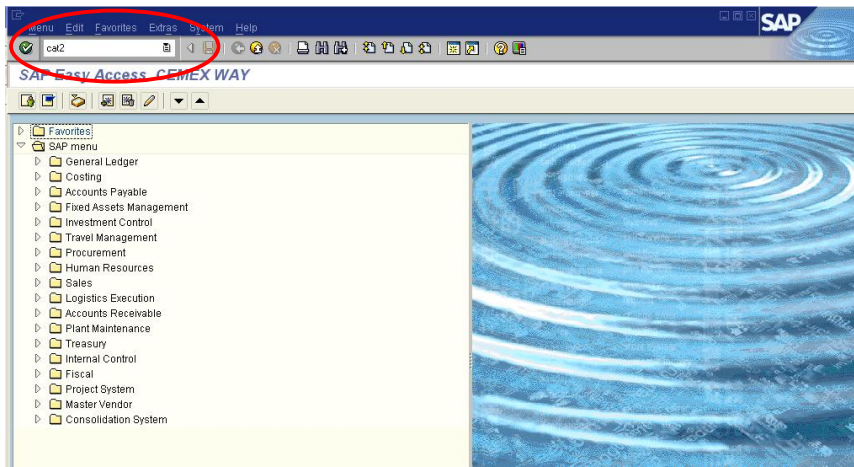 Menu Edit Favorites Extras System Help
SAP
cat2
SAP Easy Access CEMEX WAY
Favorites
SAP menu
General Ledger
Costing
Accounts Payable
Fixed Assets Management
Investment Control
Travel Management
Procurement
Human Resources
Sales
Logistics Execution
Accounts Receivable
Plant Maintenance
Treasury
Internal Control
Fiscal
Project System
Master Vendor
Consolidation System